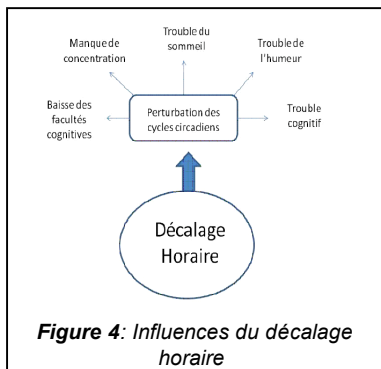 Trouble du
sommeil
Manque de
concentration
Trouble de
l'humeur
Baisse des
facultés
cognitives
Perturbation des
cycles circadiens
Trouble
cognitif
Décalage
Horaire
Figure 4: Influences du décalage
horaire